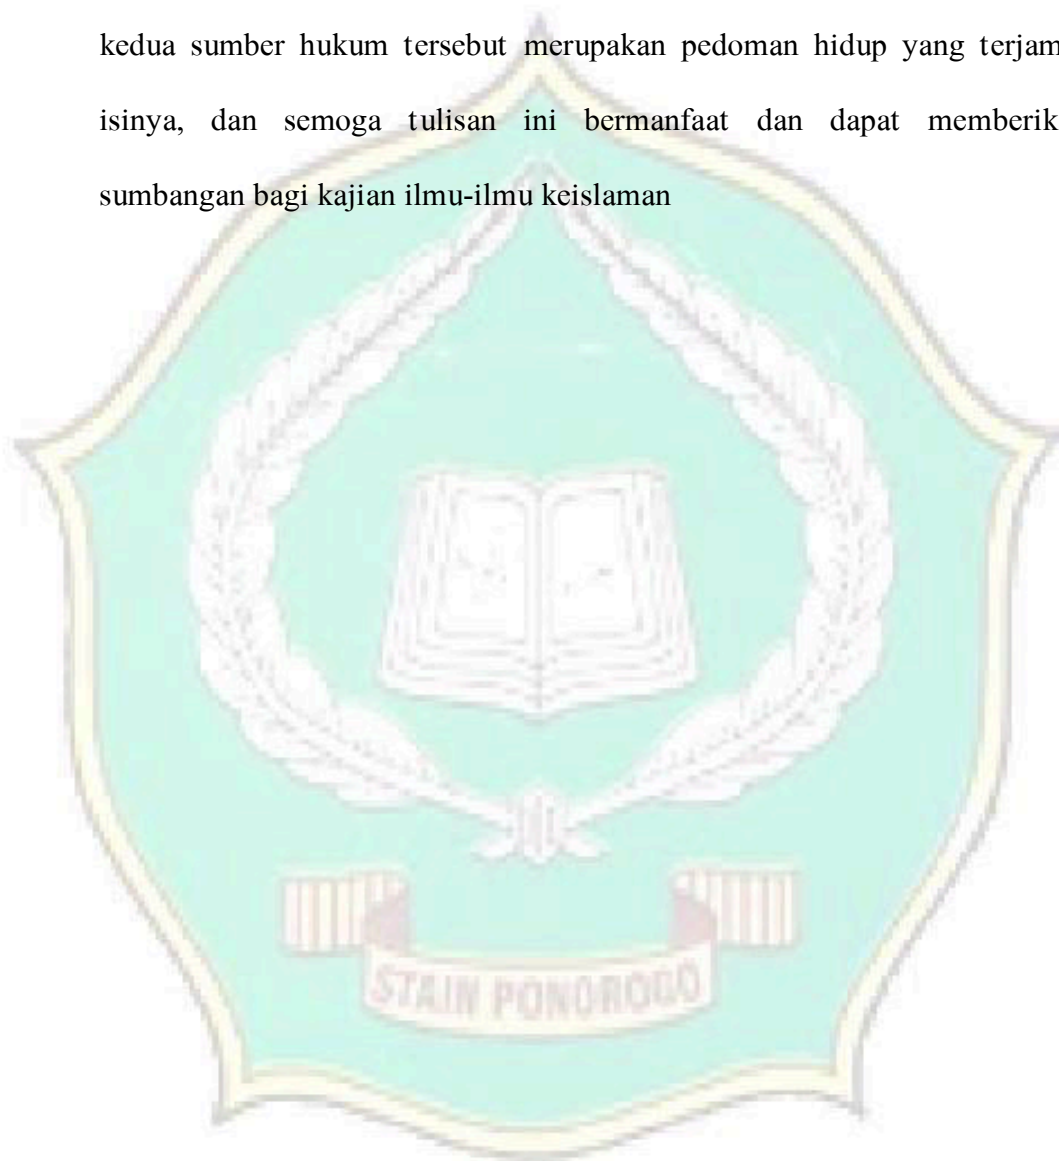 kedua sumber hukum tersebut merupakan pedoman hidup yang terjam
isinya, dan semoga tulisan ini bermanfaat dan dapat memberik
sumbangan bagi kajian ilmu-ilmu keislaman
STAIN PONOROGO